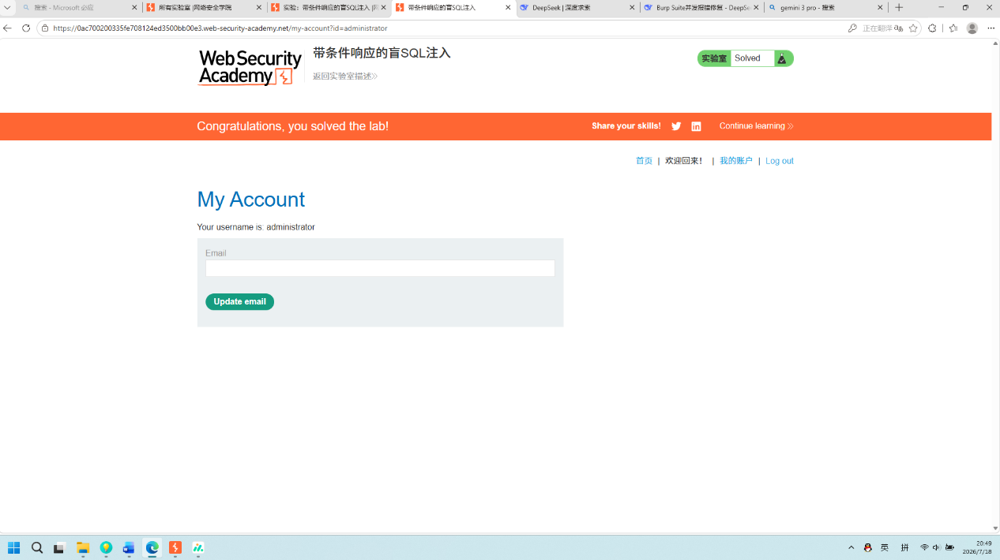 搜索 - Microsoft 必应
所有实验室 |网络安全学院
实验：带条件响应的盲SQL注入 |网
带条件响应的盲SQL注入
DeepSeek | 深度求索
Burp Suite并发报错修复 - DeepSe
gemini 3 pro - 搜索
https://0ac700200335fe708124ed3500bb00e3.web-security-academy.net/my-account?id=administrator
正在翻译
Web Security
Academy
带条件响应的盲SQL注入
返回实验室描述
实验室 Solved
Congratulations, you solved the lab!
Share your skills!
Continue learning
首页 | 欢迎回来! | 我的账户 | Log out
My Account
Your username is: administrator
Email
Update email
英 拼
20:49
2026/7/18